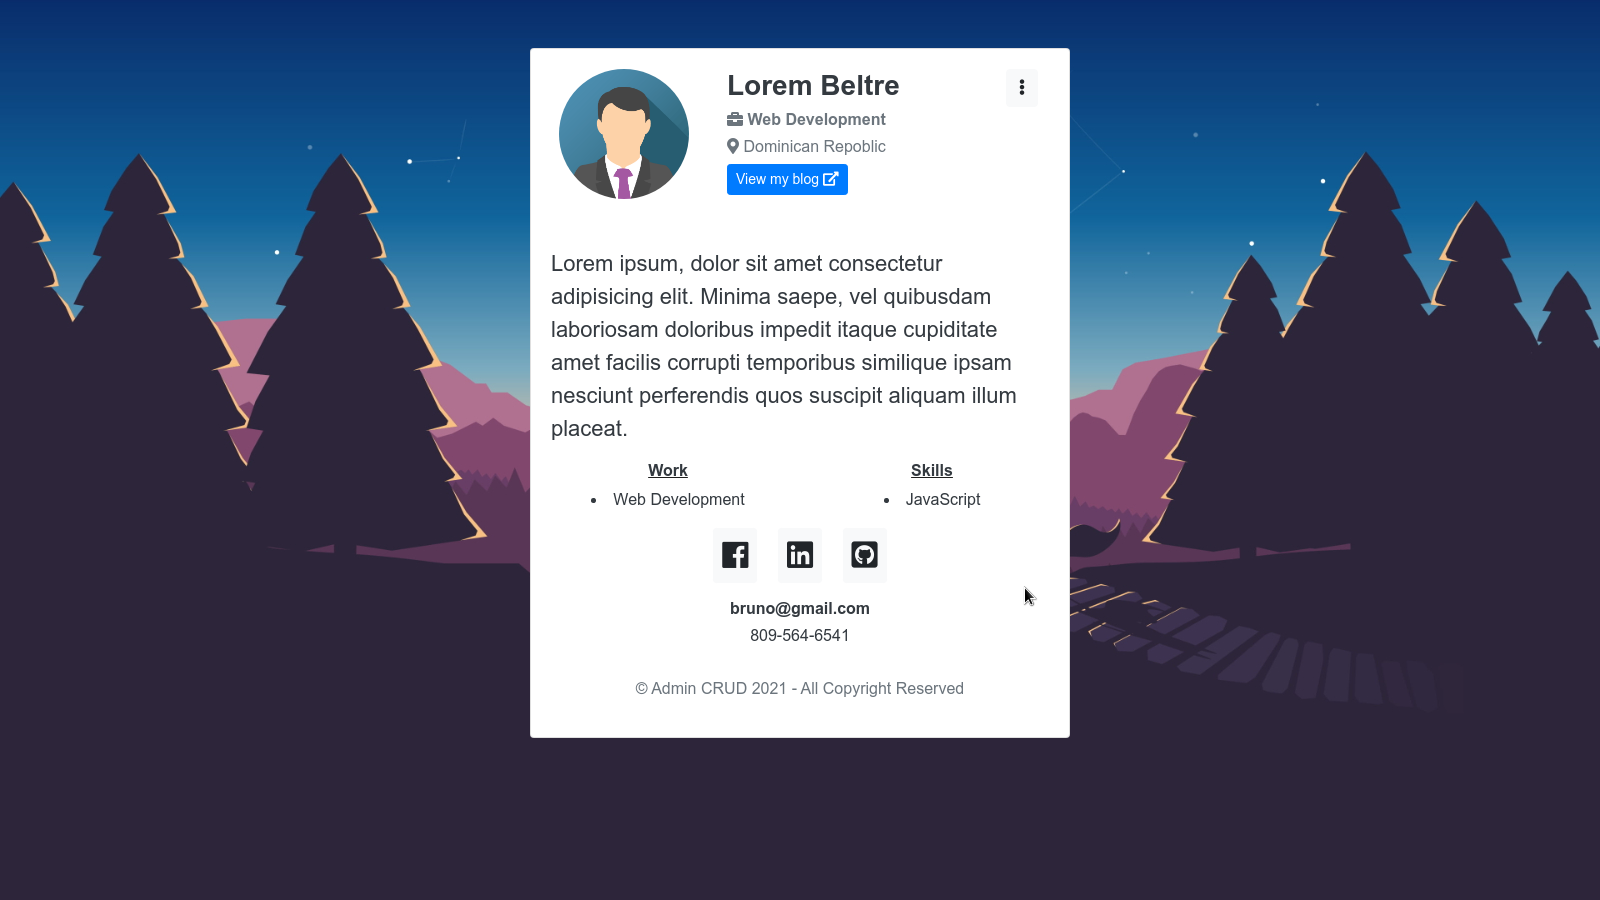 Lorem Beltre
Web Development
Dominican Repoblic
View my blog
Lorem ipsum, dolor sit amet consectetur
adipisicing elit. Minima saepe, vel quibusdam
laboriosam doloribus impedit itaque cupiditate
amet facilis corrupti temporibus similique ipsam
nesciunt perferendis quos suscipit aliquam illum
placeat.
Work
Web Development
Skills
JavaScript
bruno@gmail.com
809-564-6541
© Admin CRUD 2021 - All Copyright Reserved